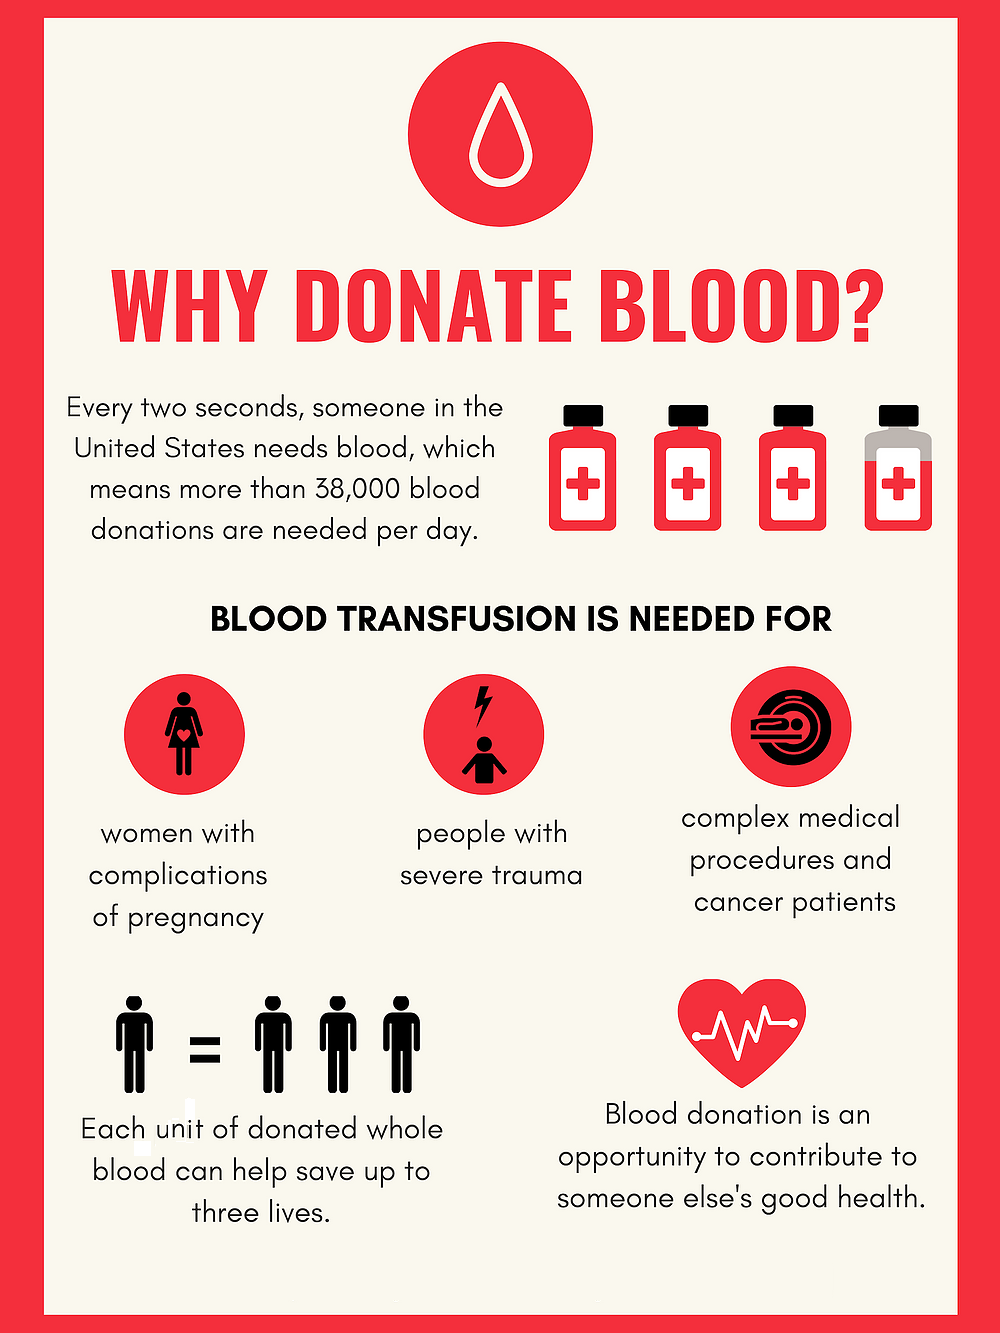 WHY DONATE BLOOD?
Every two seconds, someone in the
United States needs blood, which
means more than 38,000 blood
donations are needed per day.
BLOOD TRANSFUSION IS NEEDED FOR
women with
complications
of pregnancy
people with
severe trauma
complex medical
procedures and
cancer patients
Each unit of donated whole
blood can help save up to
three lives.
Blood donation is an
opportunity to contribute to
someone else's good health.